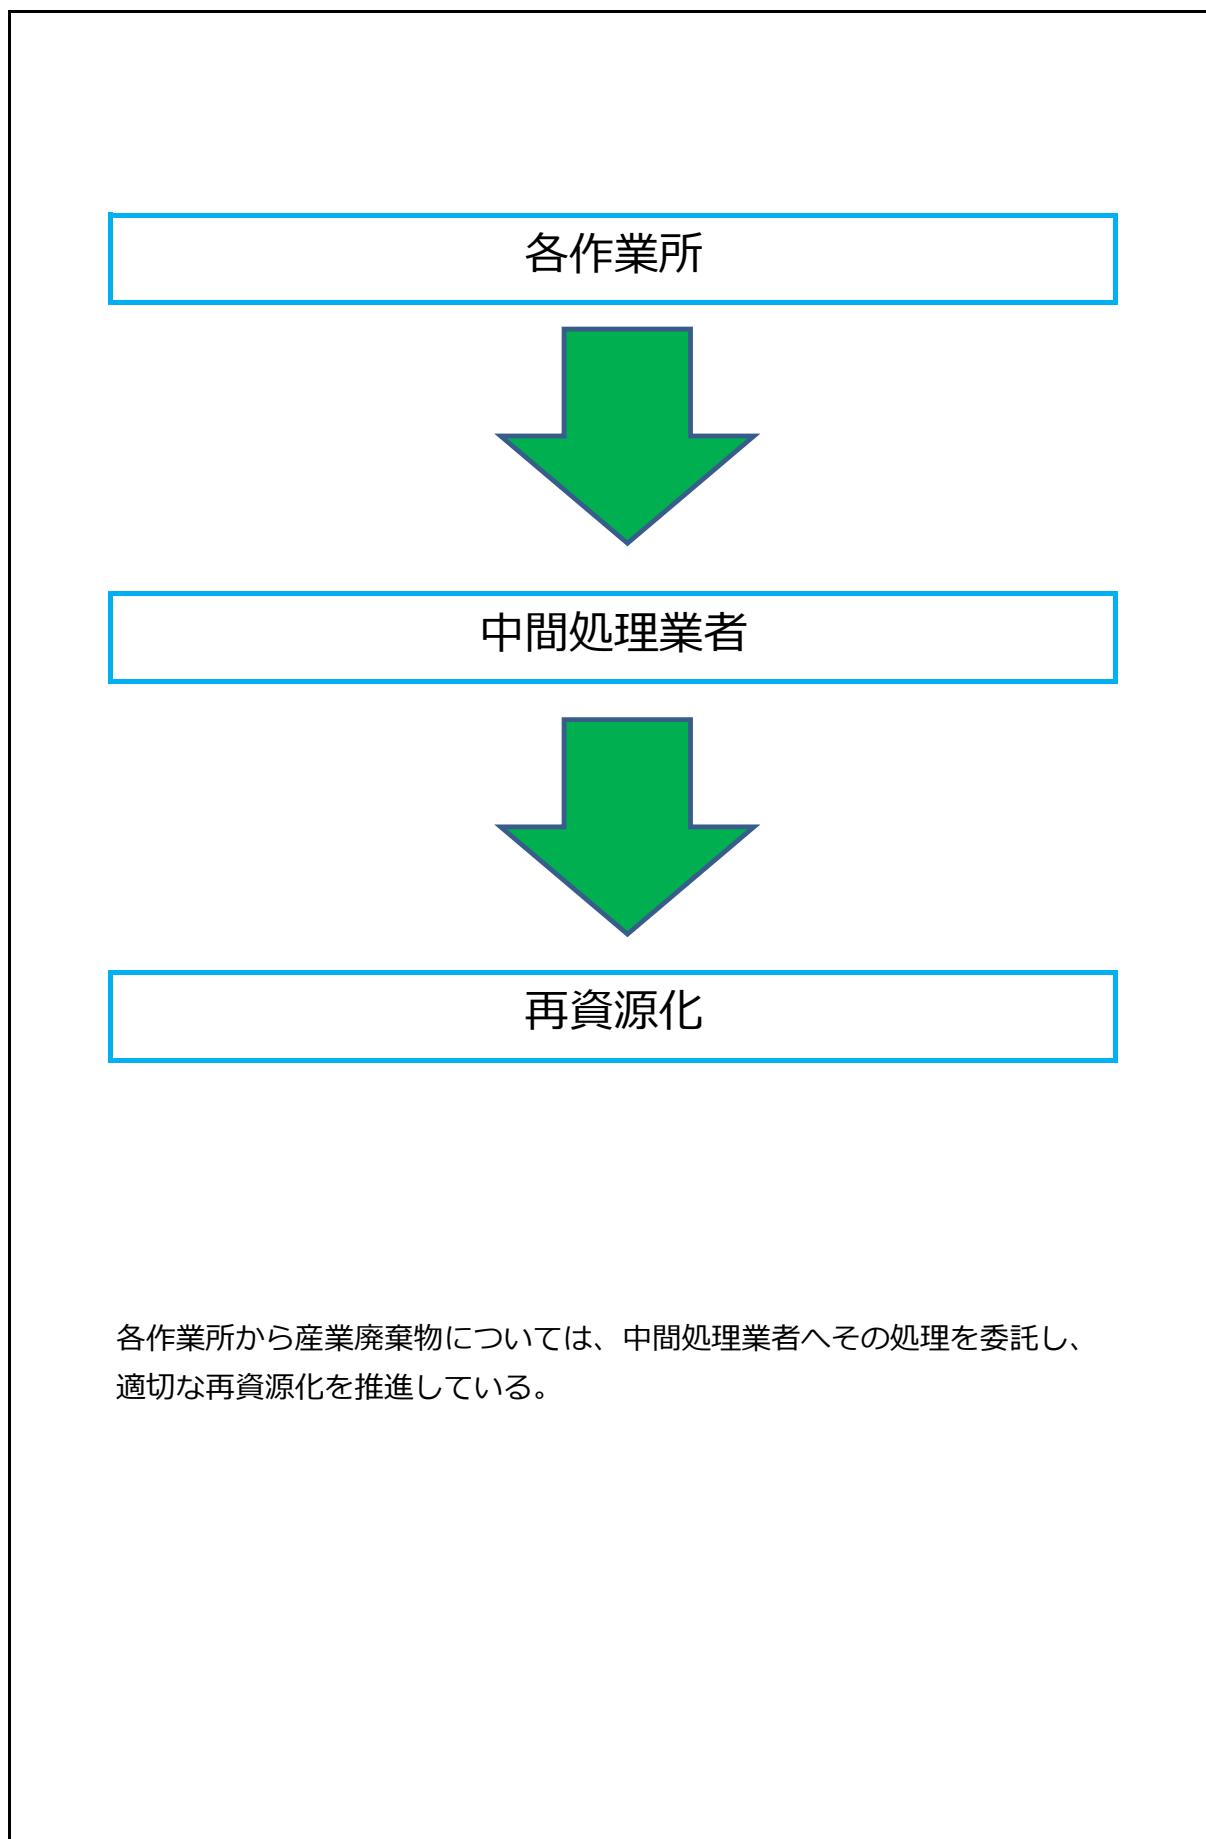 各作業所
中間処理業者
再資源化
各作業所から産業廃棄物については、中間処理業者へその処理を委託し、
適切な再資源化を推進している。